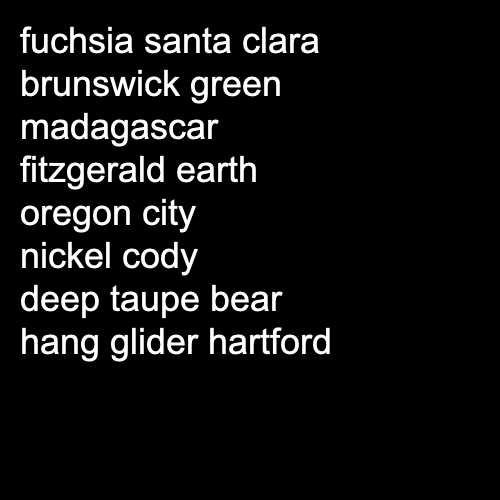 fuchsia santa clara
brunswick green
madagascar
fitzgerald earth
oregon city
nickel cody
deep taupe bear
hang glider hartford